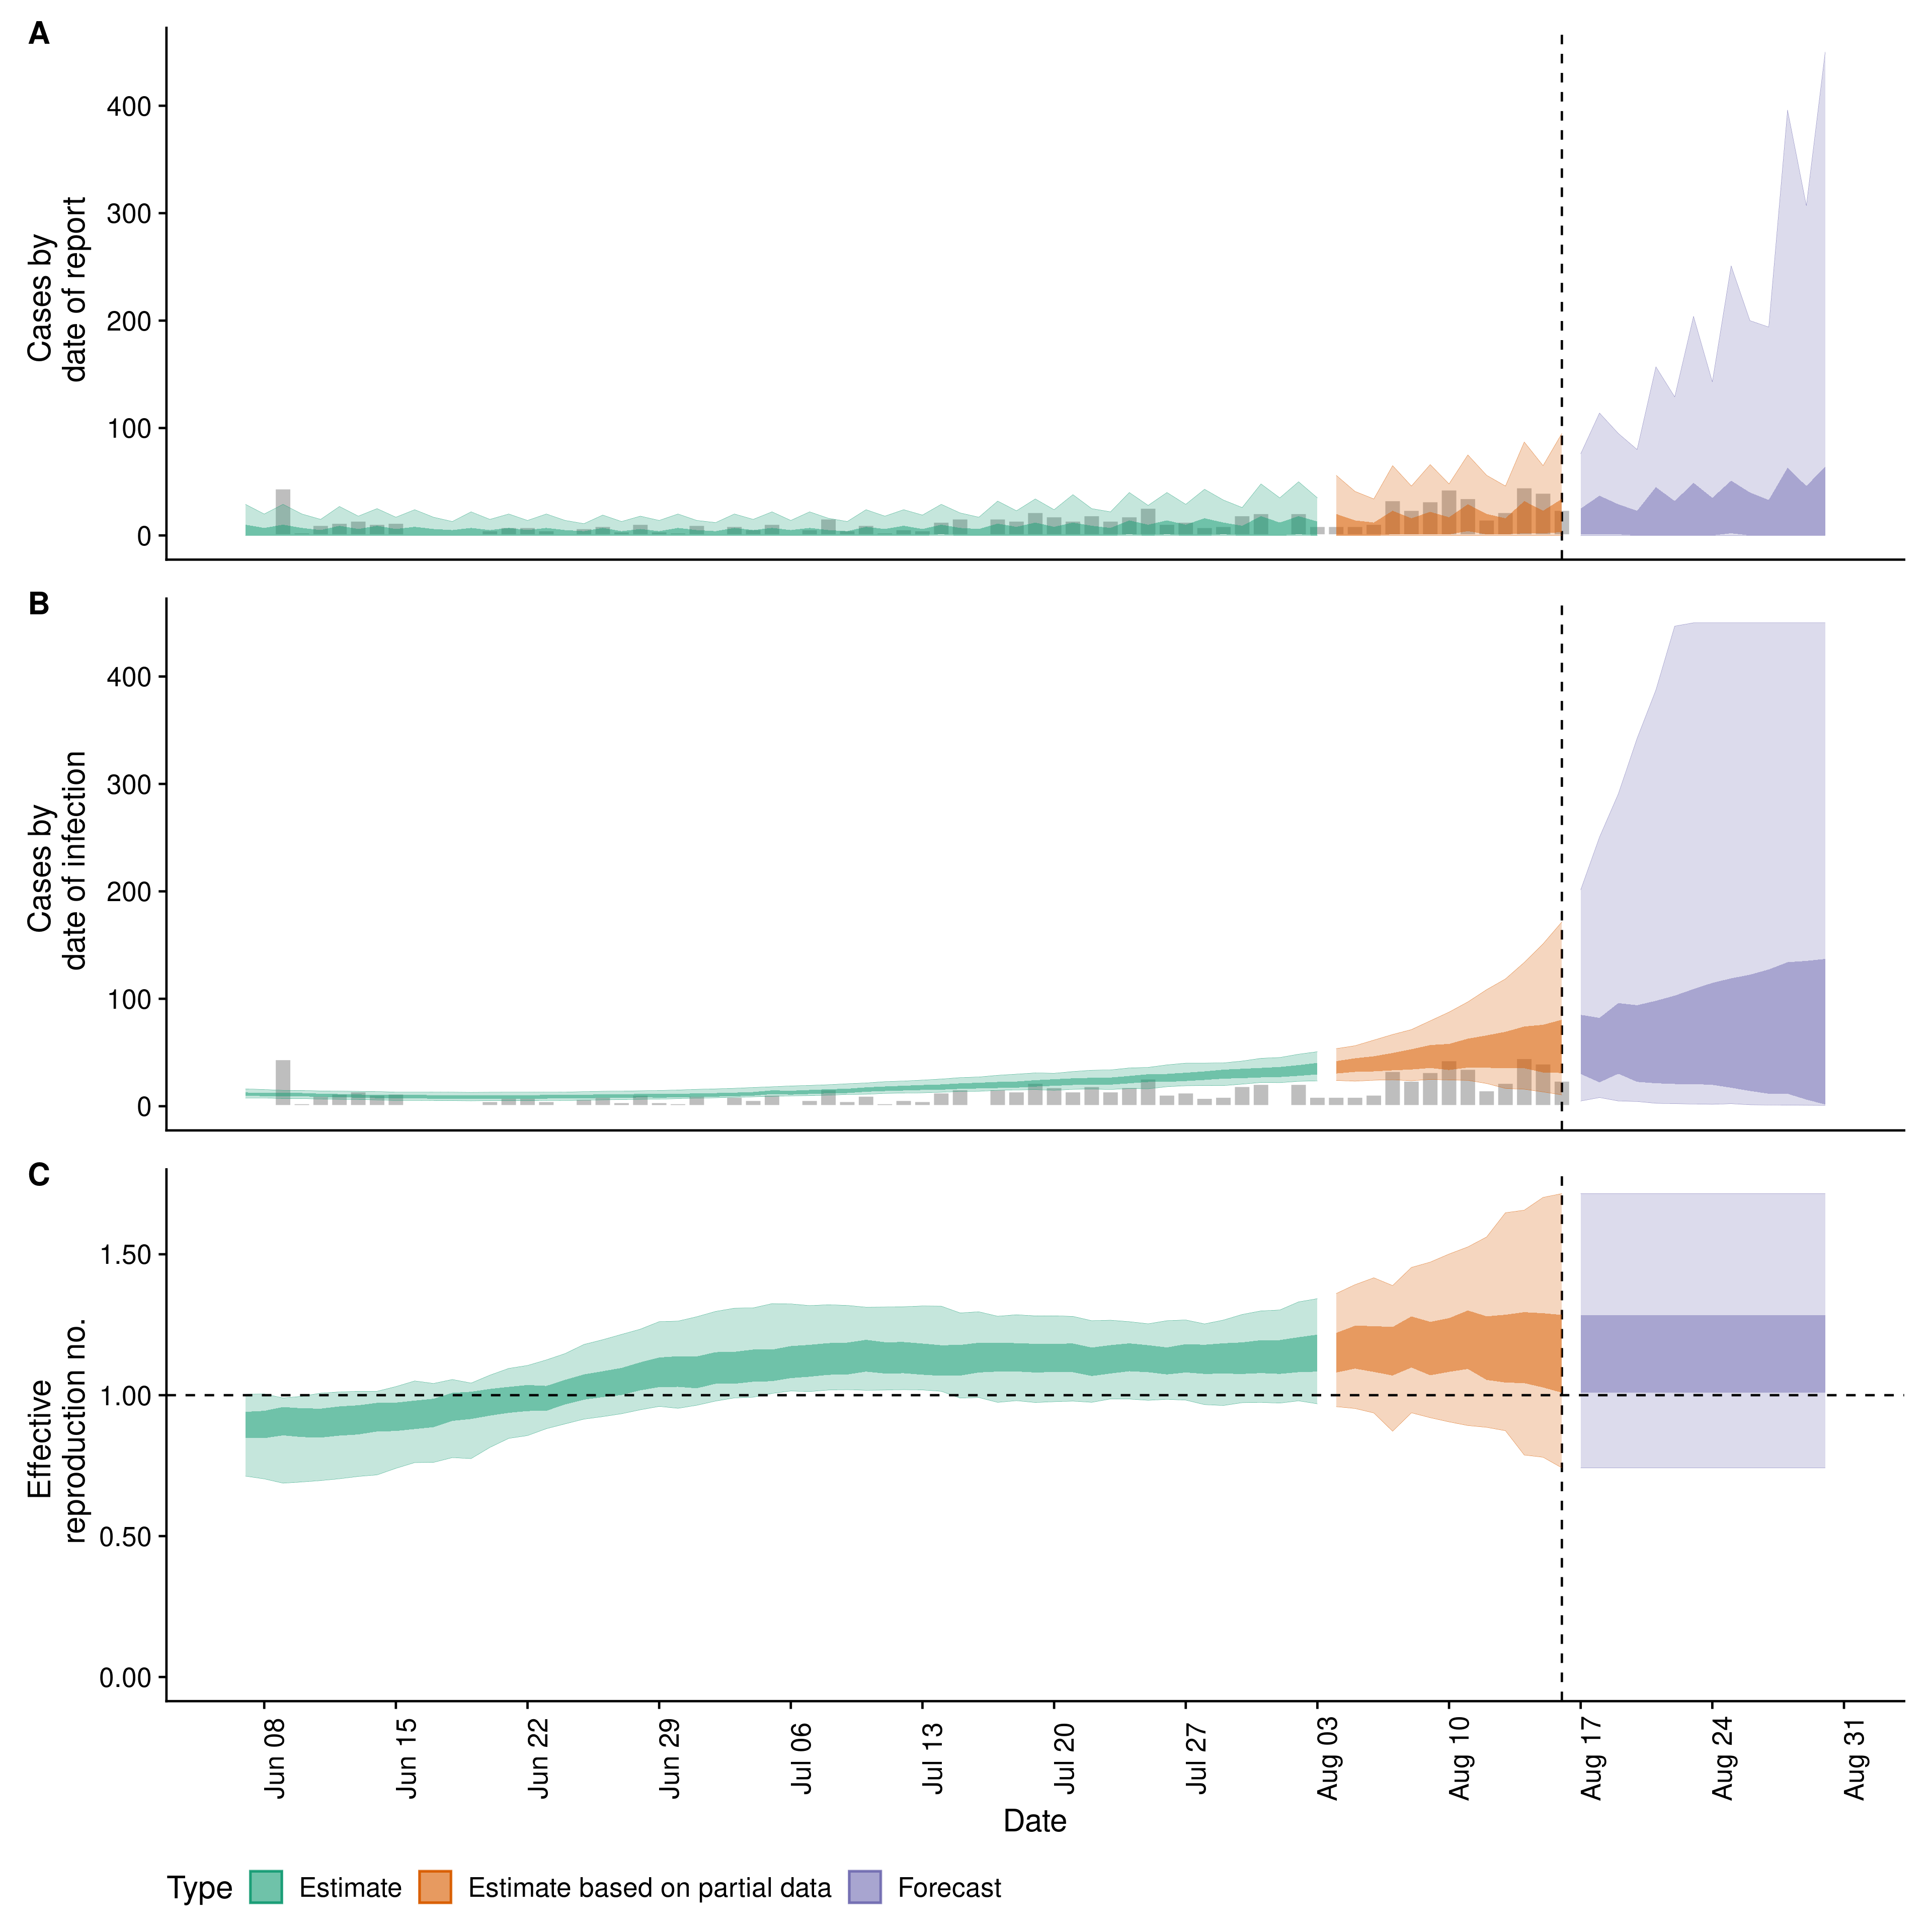 A
Cases by
date of report
400
300
200
100
0
B
Cases by
date of infection
400
300
200
100
0
C
Effective
reproduction no.
1.50
1.00
0.50
0.00
Jun 08
Jun 15
Jun 22
Jun 29
Jul 06
Jul 13
Jul 20
Jul 27
Aug 03
Aug 10
Aug 17
Aug 24
Aug 31
Date
Type Estimate Estimate based on partial data Forecast